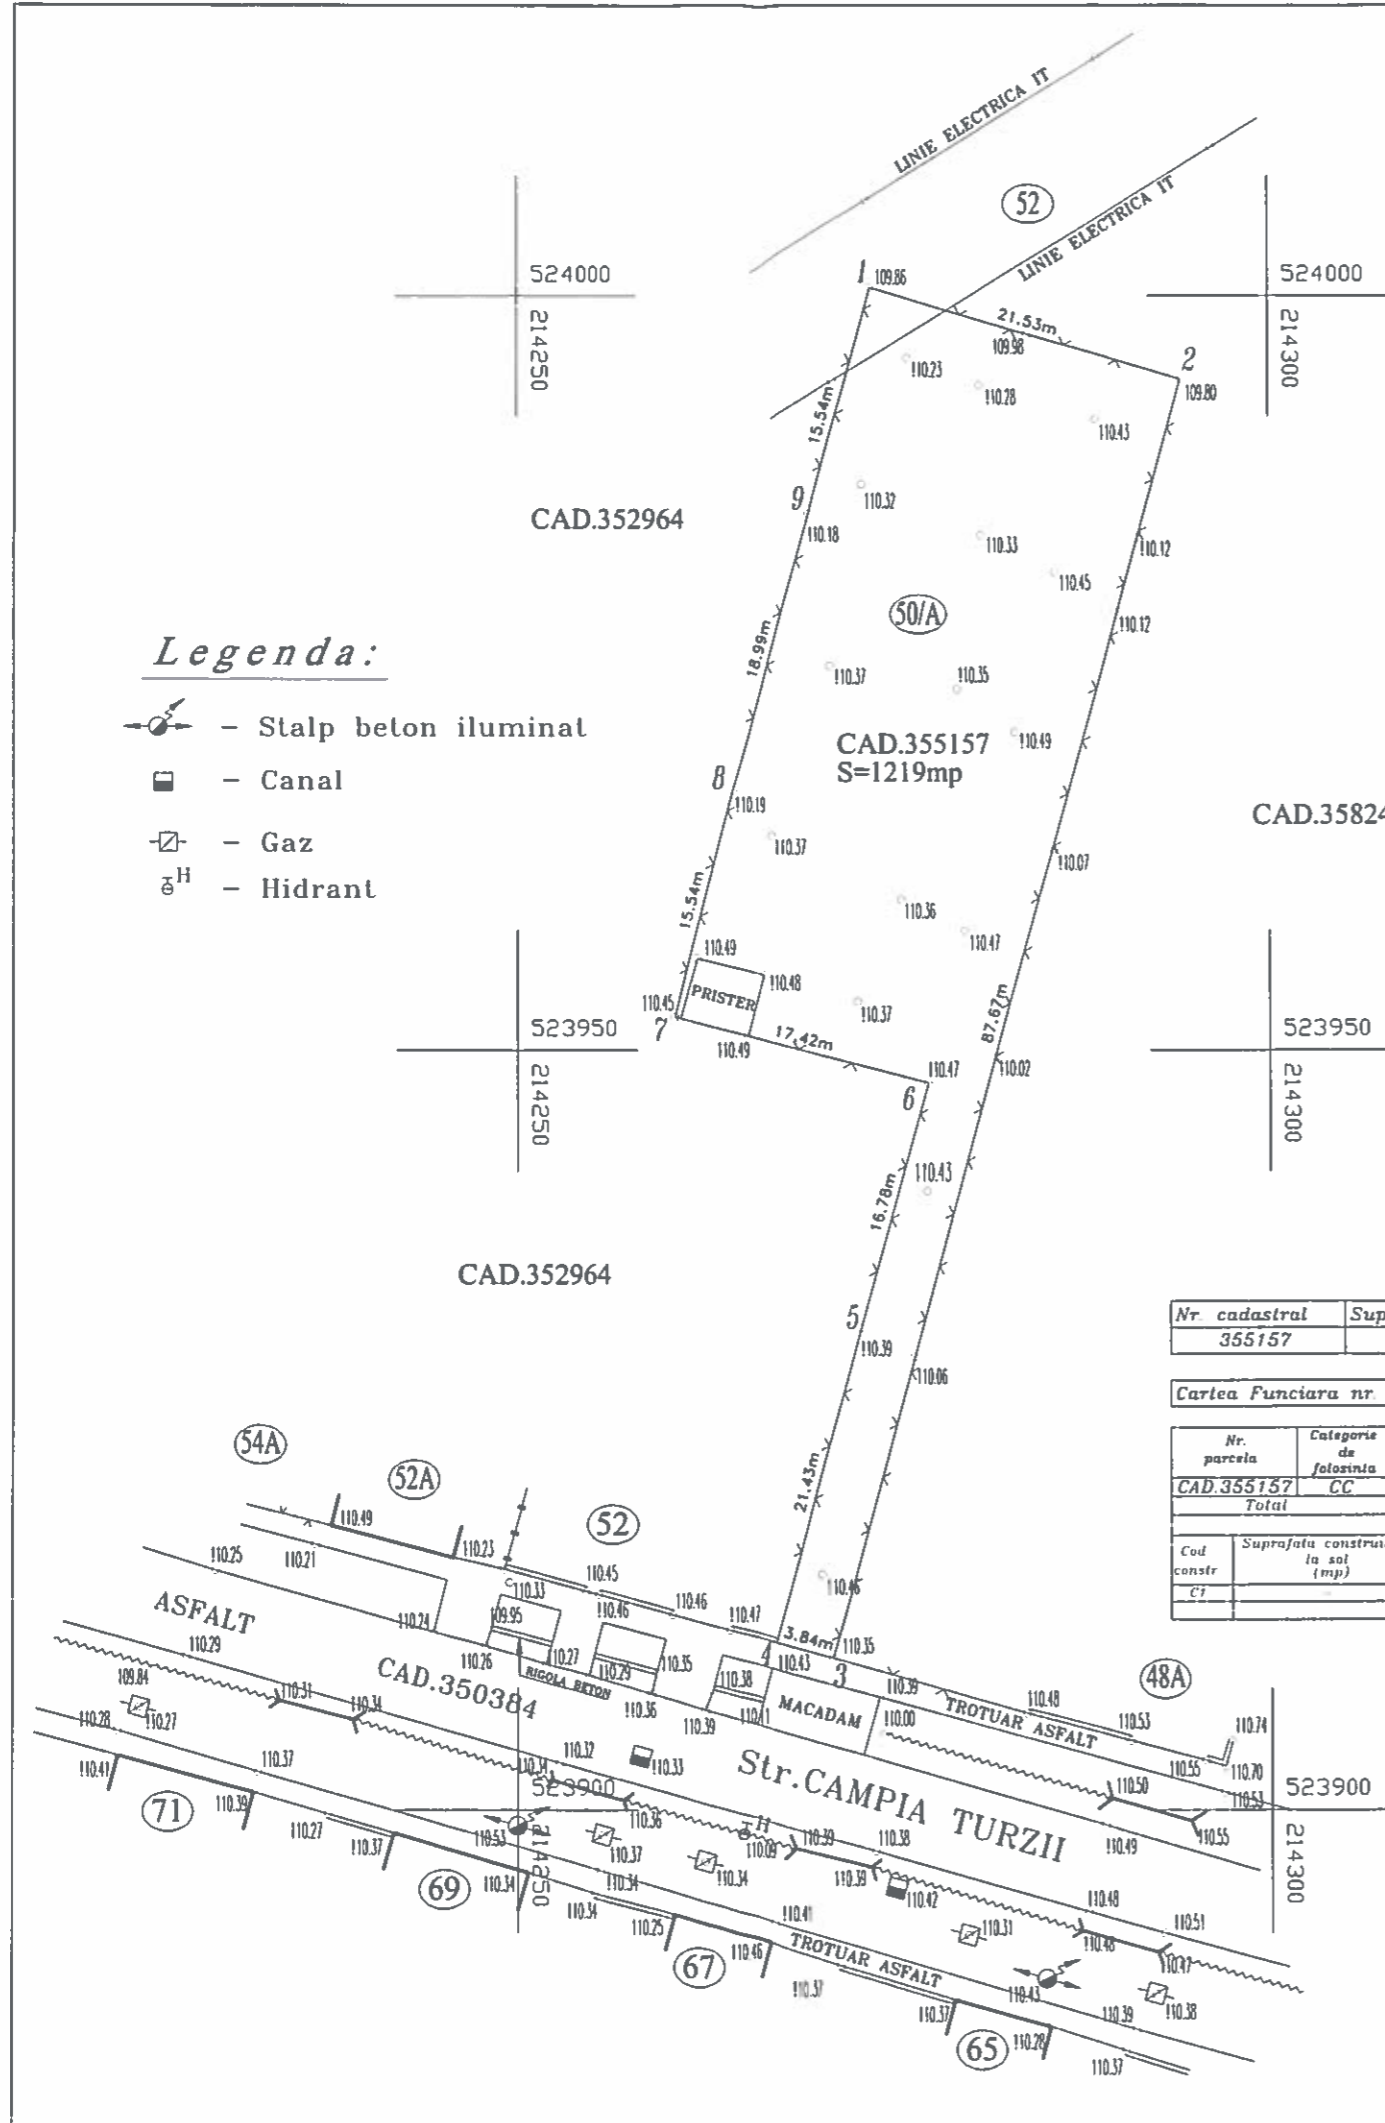 LINIE ELECTRICA IT
52
LINIE ELECTRICA IT
524000
214250
524000
214300
1
109.86
21.53m
109.98
2
109.80
110.23
110.28
110.43
15.54m
9
110.32
CAD.352964
110.18
110.33
110.12
110.45
50/A
110.12
Legenda:
18.99m
110.37
110.35
- Stalp beton iluminat
110.49
CAD.355157
S=1219mp
- Canal
8
110.19
CAD.35824
- Gaz
110.37
110.07
H
- Hidrant
15.54m
110.36
110.47
110.49
110.48
PRISTER
110.45
7
110.37
87.67m
523950
214250
17.42m
110.49
523950
214300
110.02
110.47
6
110.43
16.78m
CAD.352964
5
110.39
110.06
Nr. cadastral
Sup
355157
Cartea Funciara nr.
Nr. parcela
Categorie de folosinta
CAD.355157
CC
Total
Cod constr
la sol
(mp)
C1
54A
52A
52
21.43m
110.49
110.23
110.45
110.25
110.21
110.33
110.46
110.46
109.95
110.46
110.47
3.84m
110.35
ASFALT
110.24
110.29
110.26
110.27
110.29
110.35
4
110.43
3
110.38
48A
CAD.350384
RIGOLA BETON
110.36
110.39
110.41
MACADAM
110.39
TROTUAR ASFALT
110.48
110.53
110.74
109.84
110.27
110.31
110.34
110.00
110.55
110.70
110.28
110.37
110.32
110.33
Str.CAMPIA TURZII
110.50
110.53
110.41
110.39
110.34
523900
523900
71
110.36
110.55
110.49
H
110.27
110.37
110.53
214250
110.37
110.09
110.39
110.38
214300
69
110.34
110.34
110.34
110.39
110.42
110.34
110.25
110.41
110.48
110.51
67
110.46
TROTUAR ASFALT
110.31
110.48
110.47
110.37
110.43
110.38
110.37
110.39
65
110.28
110.37